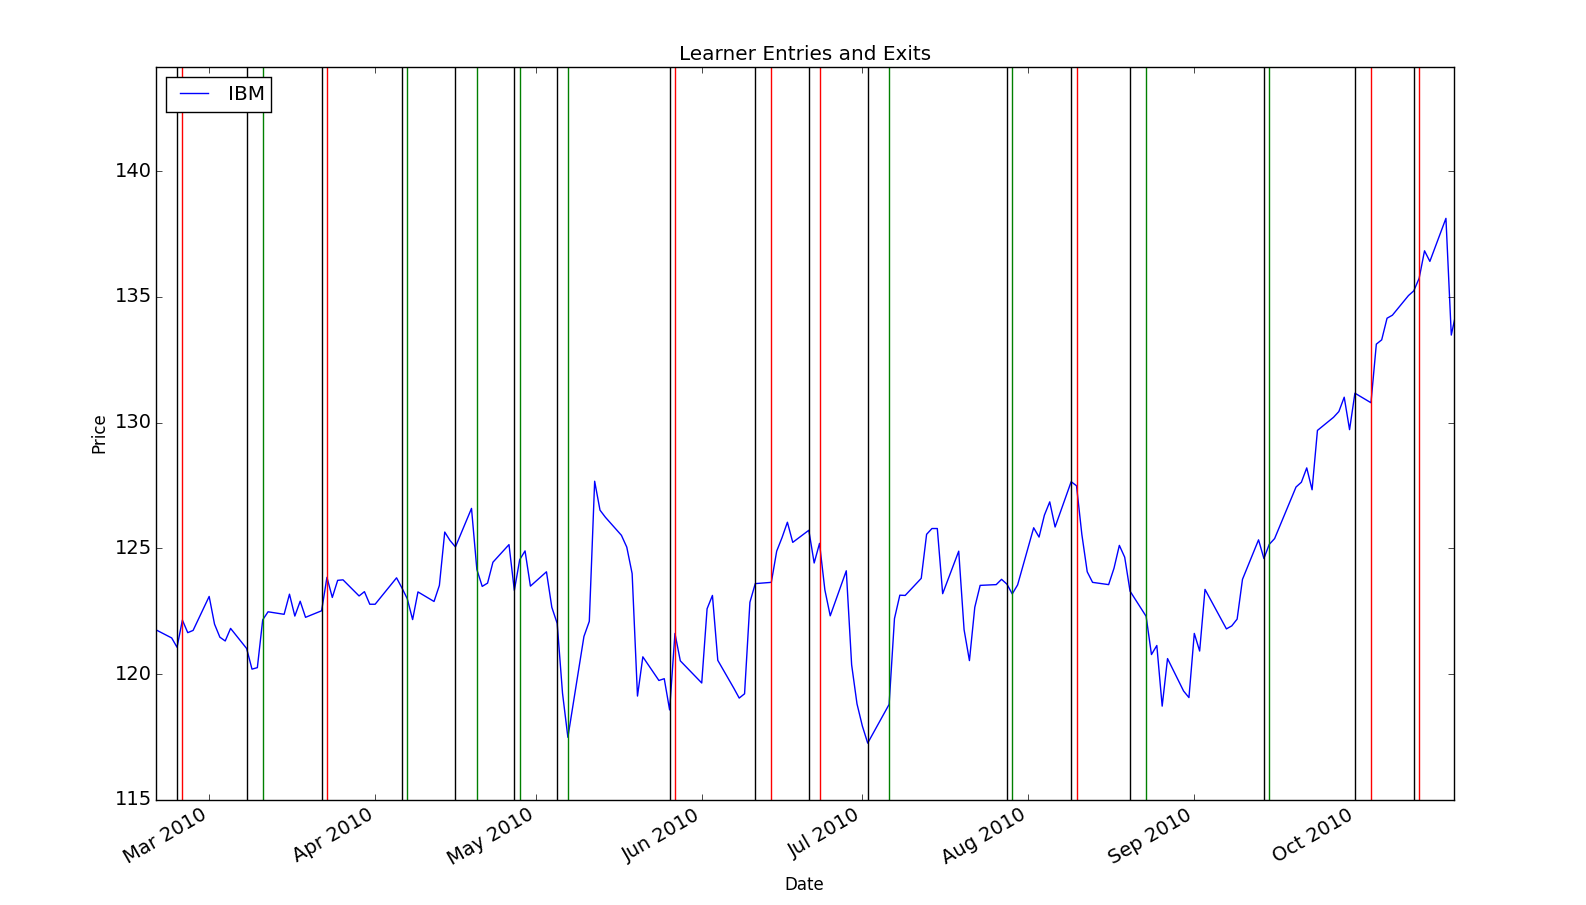 Learner Entries and Exits
IBM
140
135
130
125
120
115
Price
Mar 2010
Apr 2010
May 2010
Jun 2010
Jul 2010
Aug 2010
Sep 2010
Oct 2010
Date